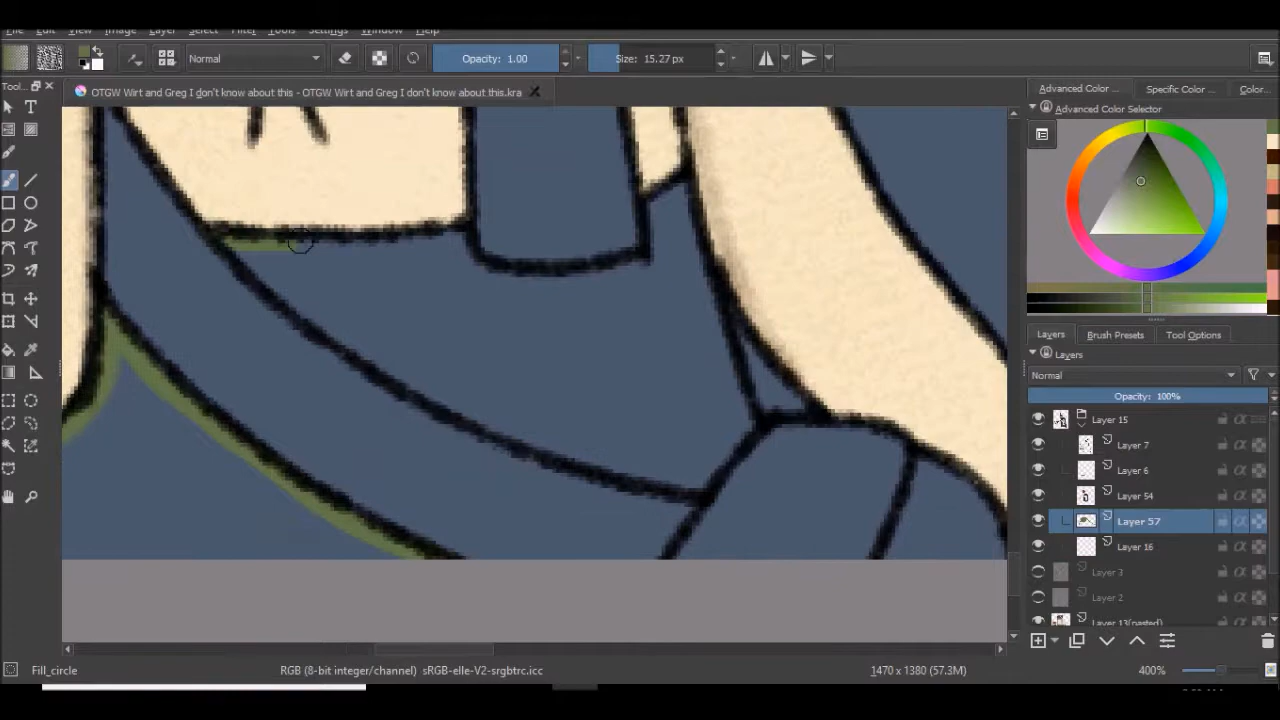 File Edit View Image Layer Select Filter Tools Settings Window Help
Normal Opacity: 1.00 Size: 15.27 px
Tool...
OTGW Wirt and Greg I don't know about this - OTGW Wirt and Greg I don't know about this.kra
T
Advanced Color ... Specific Color ... Color...
Advanced Color Selector
Layers Brush Presets Tool Options
Layers
Normal
Opacity: 100%
Layer 15
Layer 7
Layer 6
Layer 54
Layer 57
Layer 16
Layer 3
Layer 2
Layer 13(pasted)
Fill_circle RGB (8-bit integer/channel) sRGB-elle-V2-srgbtrc.icc 1470 x 1380 (57.3M) 400%